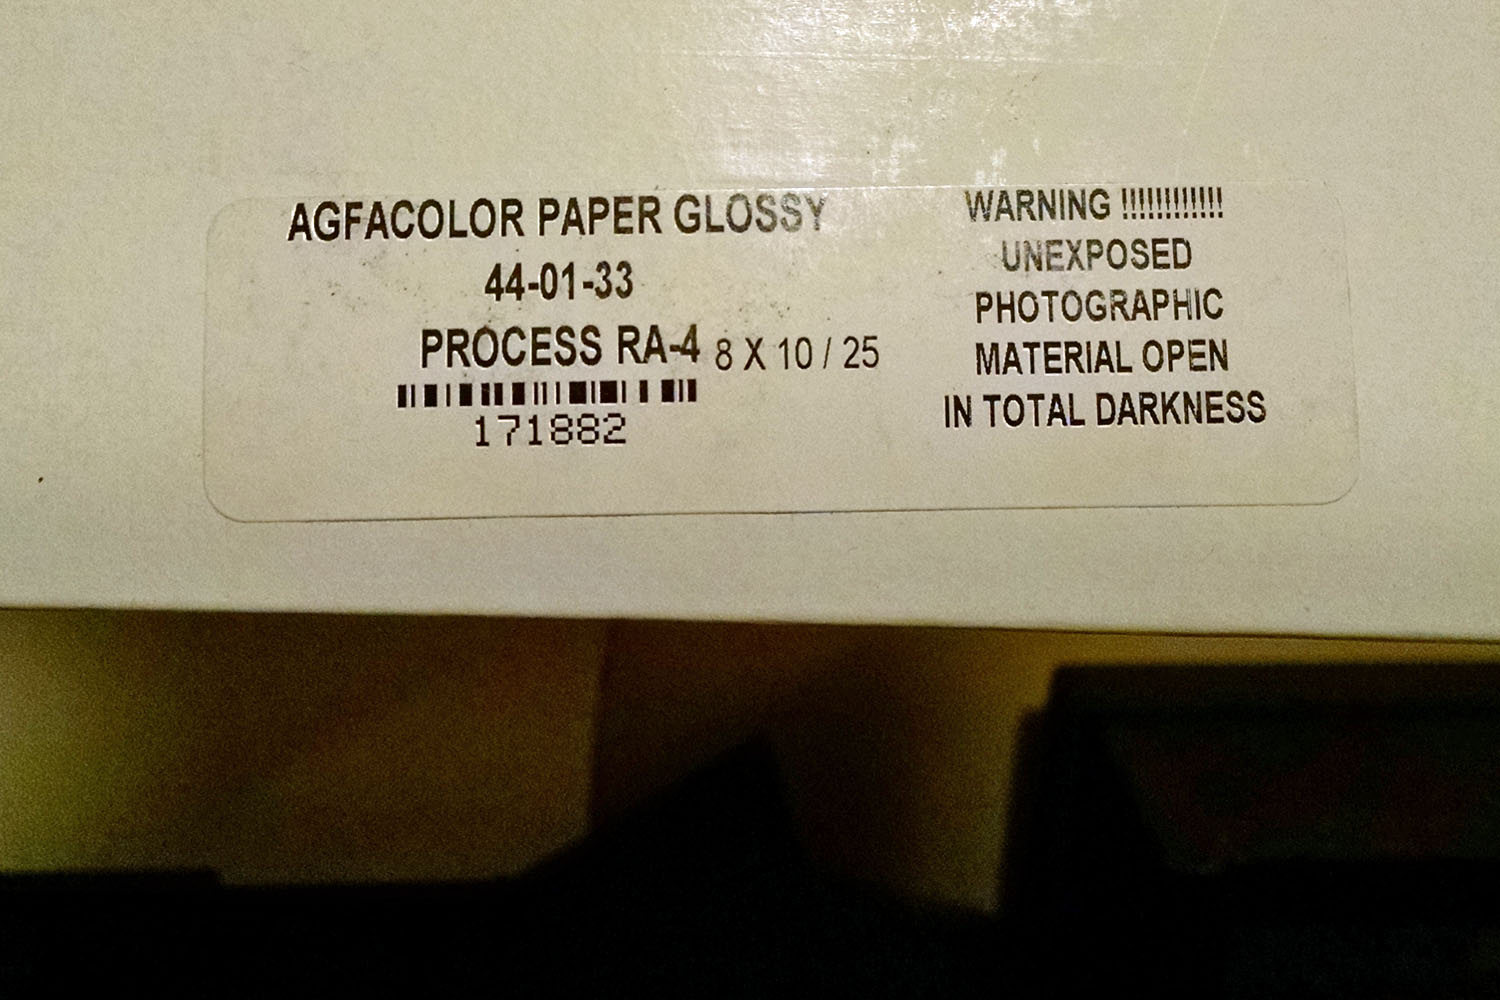 AGFACOLOR PAPER GLOSSY
44-01-33
PROCESS RA-4 8 X 10 / 25
171882
WARNING !!!!!!!!!!!!
UNEXPOSED
PHOTOGRAPHIC
MATERIAL OPEN
IN TOTAL DARKNESS